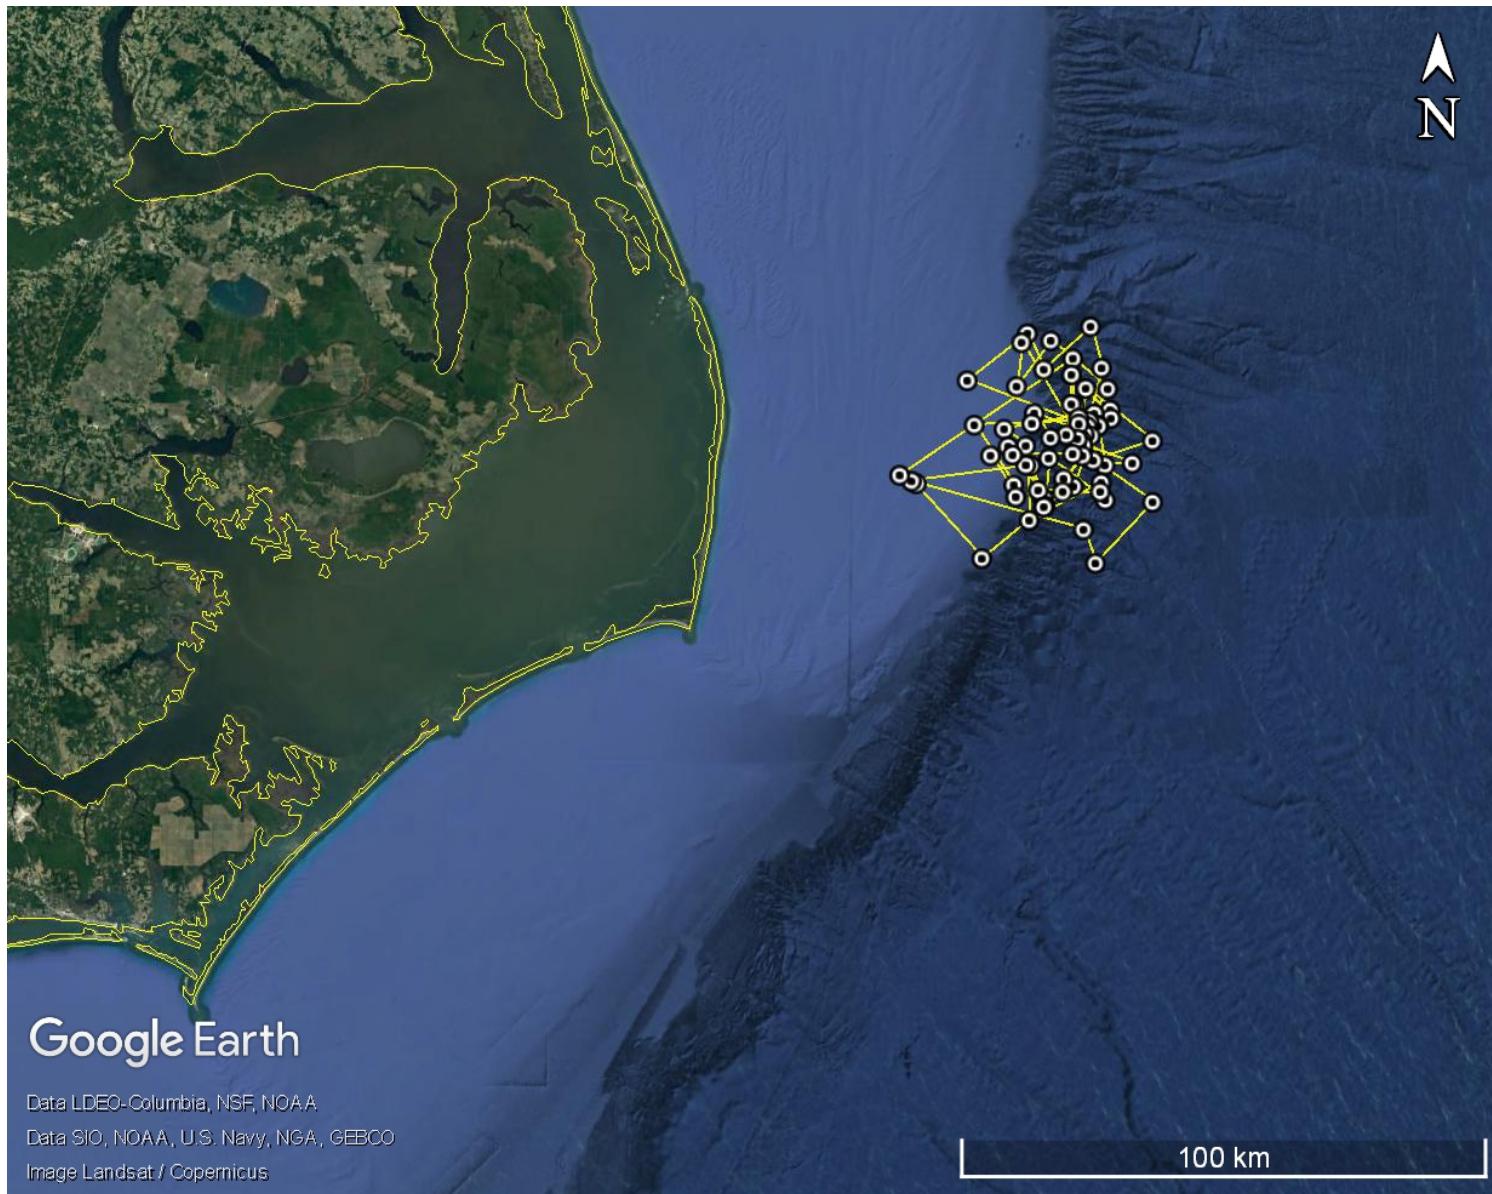 N
Google Earth
Data LDEO-Columbia, NSF, NOAA
Data SIO, NOAA, U.S. Navy, NGA, GEBCO
Image Landsat / Copernicus
100 km